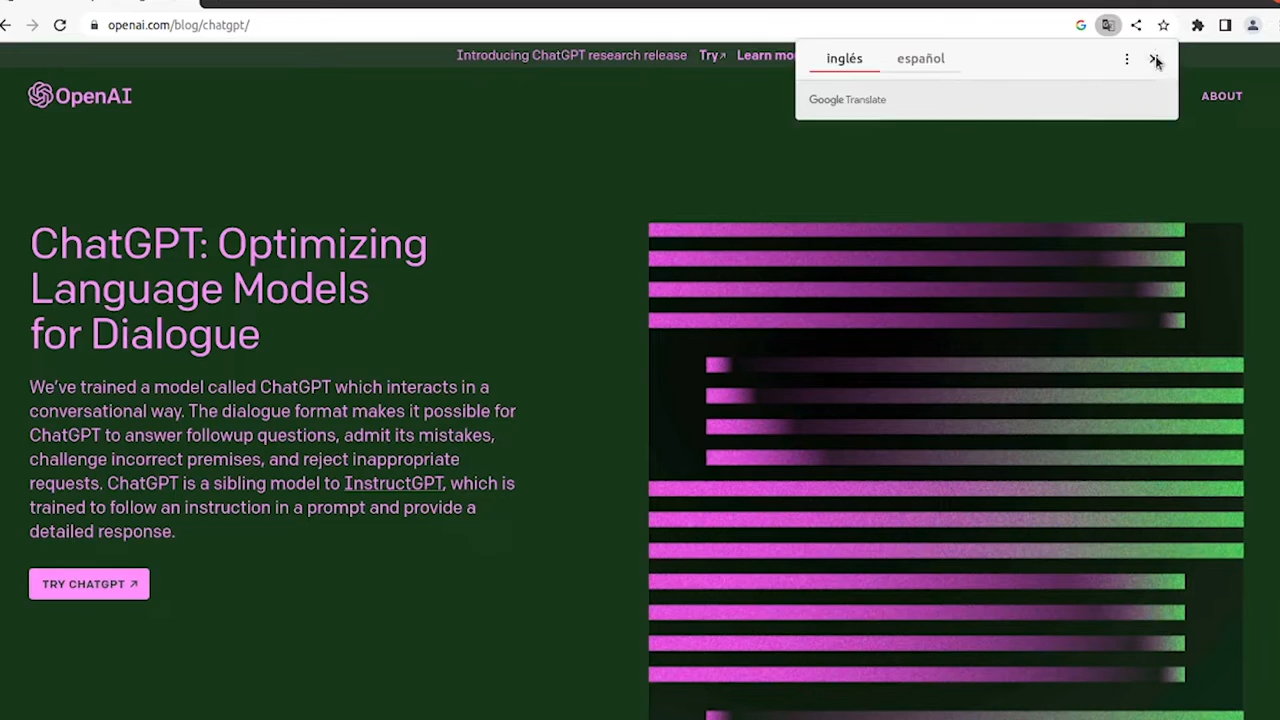 openai.com/blog/chatgpt/
Introducing ChatGPT research release Try↗ Learn
inglés español
Google Translate
OpenAI
ABOUT
ChatGPT: Optimizing
Language Models
for Dialogue
We’ve trained a model called ChatGPT which interacts in a
conversational way. The dialogue format makes it possible for
ChatGPT to answer followup questions, admit its mistakes,
challenge incorrect premises, and reject inappropriate
requests. ChatGPT is a sibling model to InstructGPT, which is
trained to follow an instruction in a prompt and provide a
detailed response.
TRY CHATGPT ↗